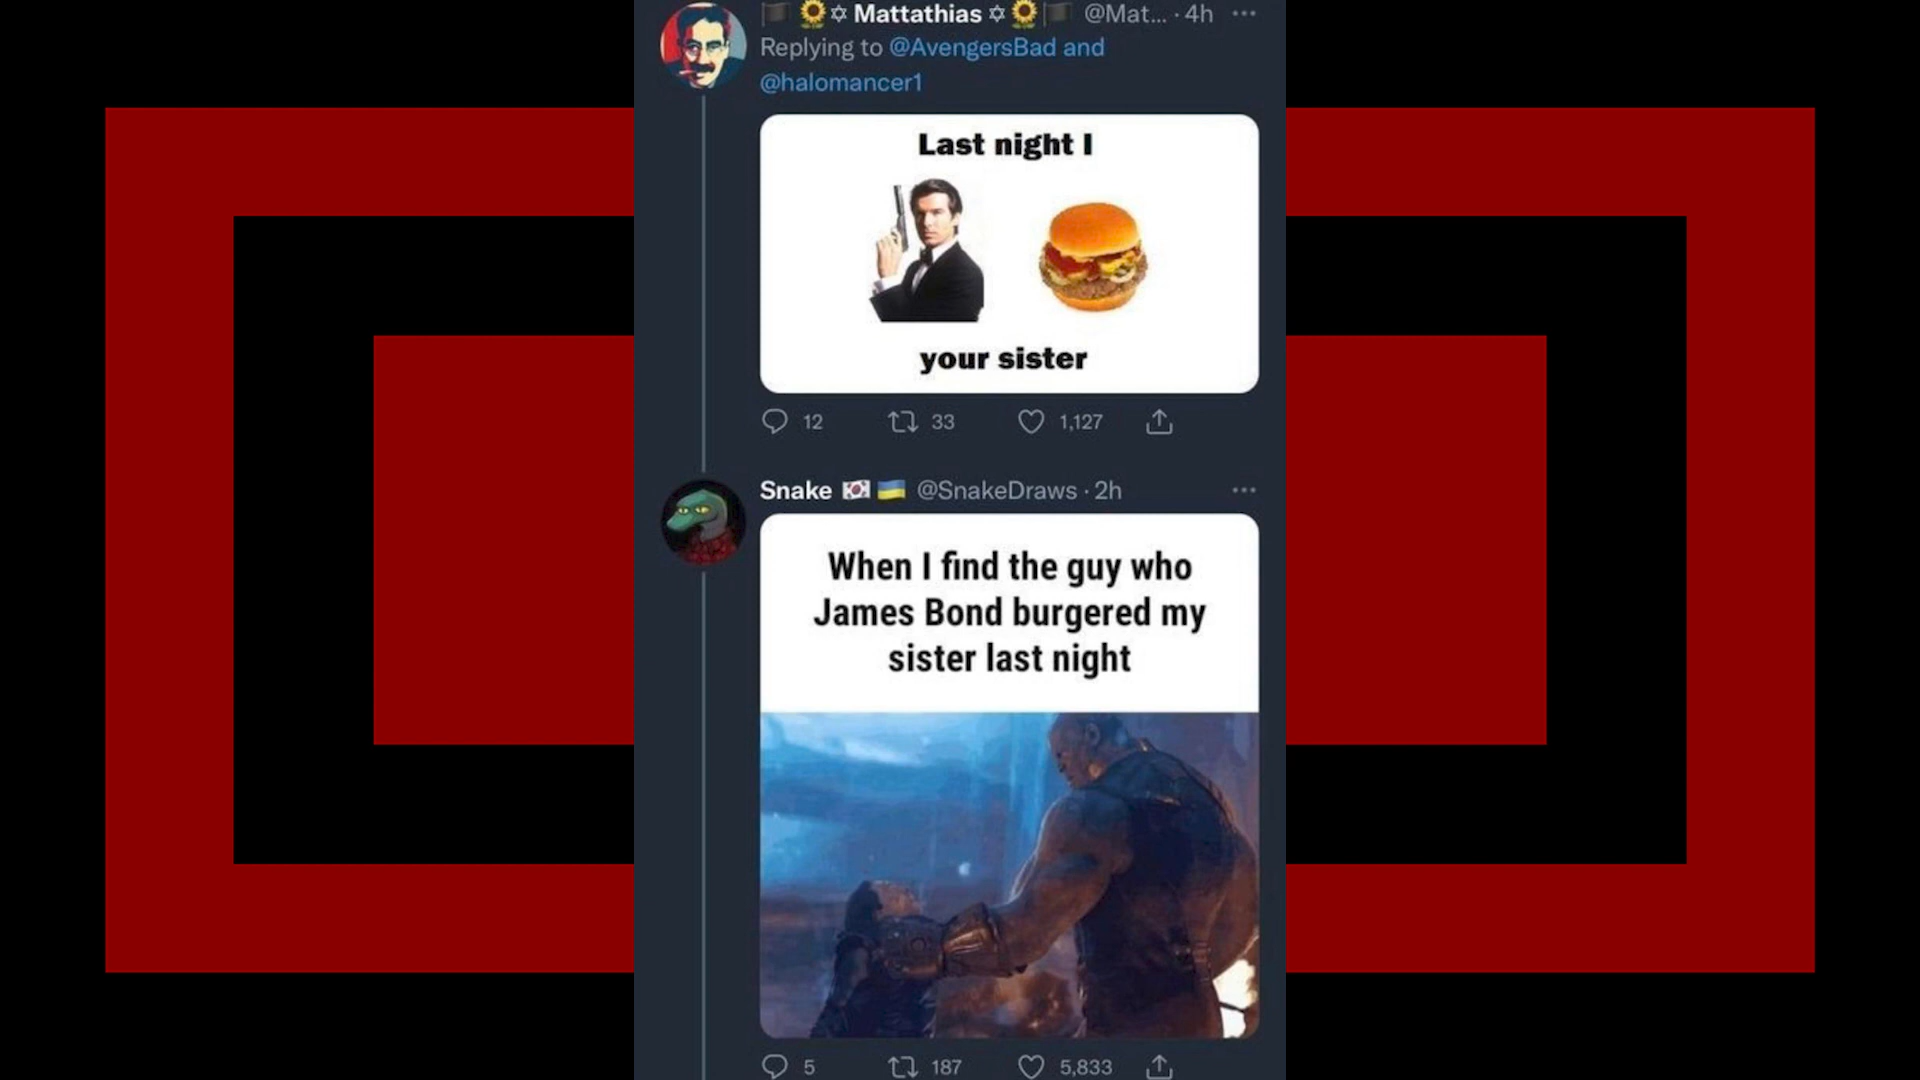 Mattathias @Mat... · 4h
Replying to @AvengersBad and
@halomancer1
Last night I
your sister
12 33 1,127
Snake @SnakeDraws · 2h
When I find the guy who
James Bond burgered my
sister last night
5 187 5,833